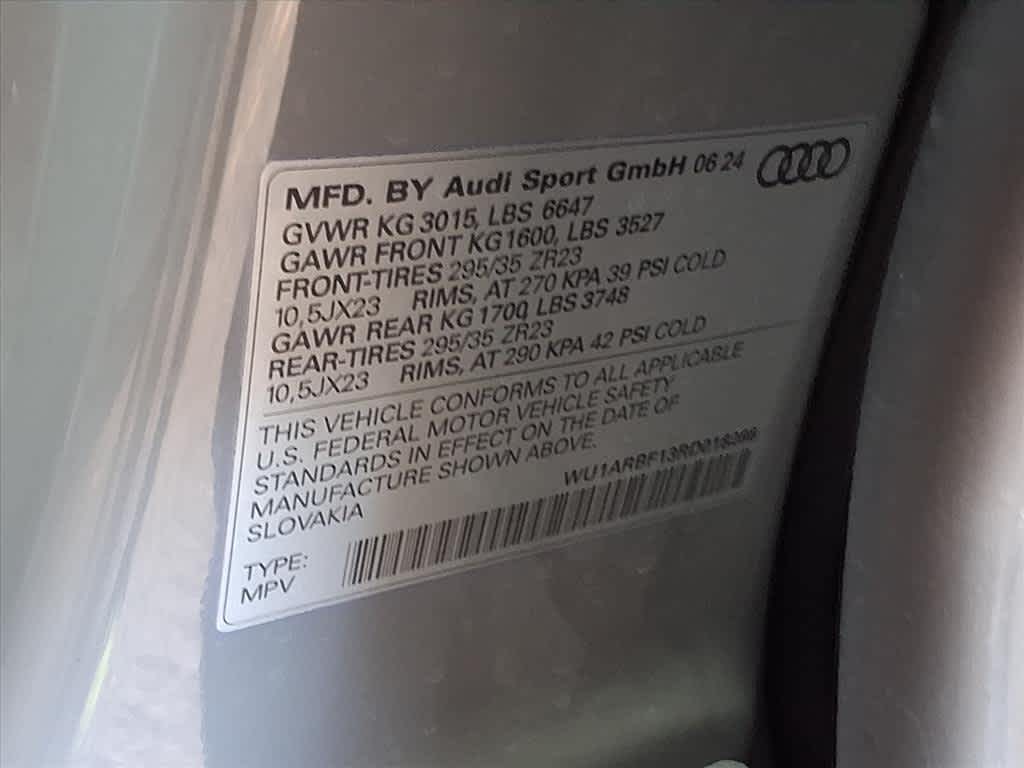 MFD. BY Audi Sport GmbH 06 24
GVWR KG 3015, LBS 6647
GAWR FRONT KG 1600, LBS 3527
FRONT-TIRES 295/35 ZR23
10,5JX23 RIMS, AT 270 KPA 39 PSI COLD
GAWR REAR KG 1700, LBS 3748
REAR-TIRES 295/35 ZR23
10,5JX23 RIMS, AT 290 KPA 42 PSI COLD
THIS VEHICLE CONFORMS TO ALL APPLICABLE
U.S. FEDERAL MOTOR VEHICLE SAFETY
STANDARDS IN EFFECT ON THE DATE OF
MANUFACTURE SHOWN ABOVE.
SLOVAKIA
TYPE:
MPV